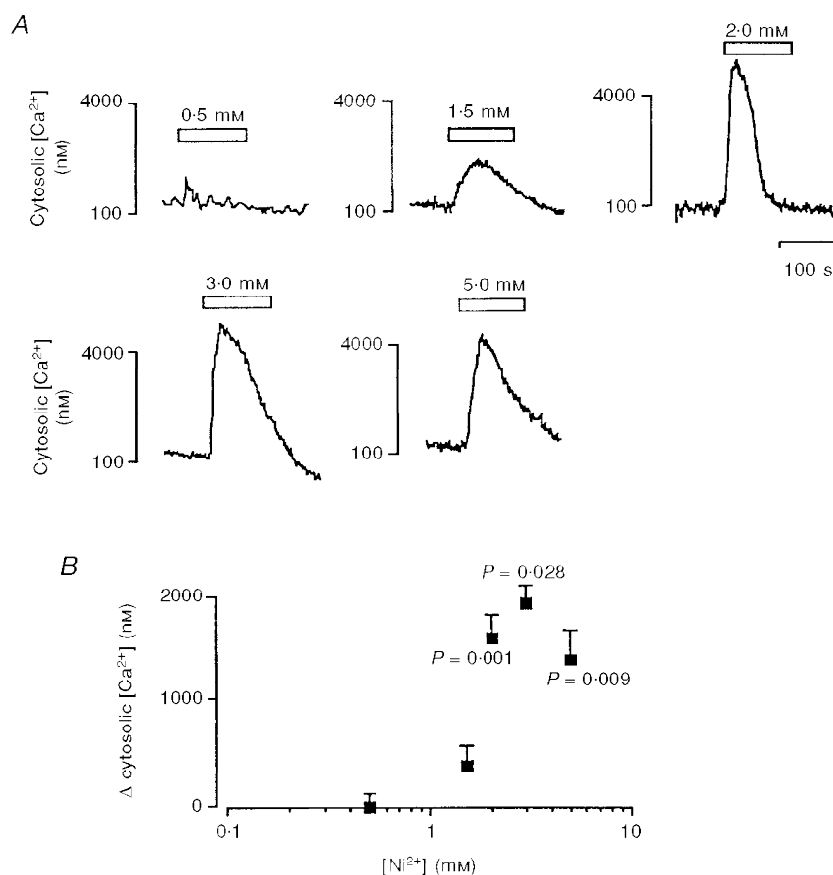 A
0·5 mM
1·5 mM
2·0 mM
Cytosolic [Ca²⁺]
(nM)
4000
100
4000
100
4000
100
100 s
3·0 mM
5·0 mM
Cytosolic [Ca²⁺]
(nM)
4000
100
4000
100
B
Δ cytosolic [Ca²⁺] (nM)
2000
1000
0
P = 0·028
P = 0·001
P = 0·009
0·1
1
10
[Ni²⁺] (mM)